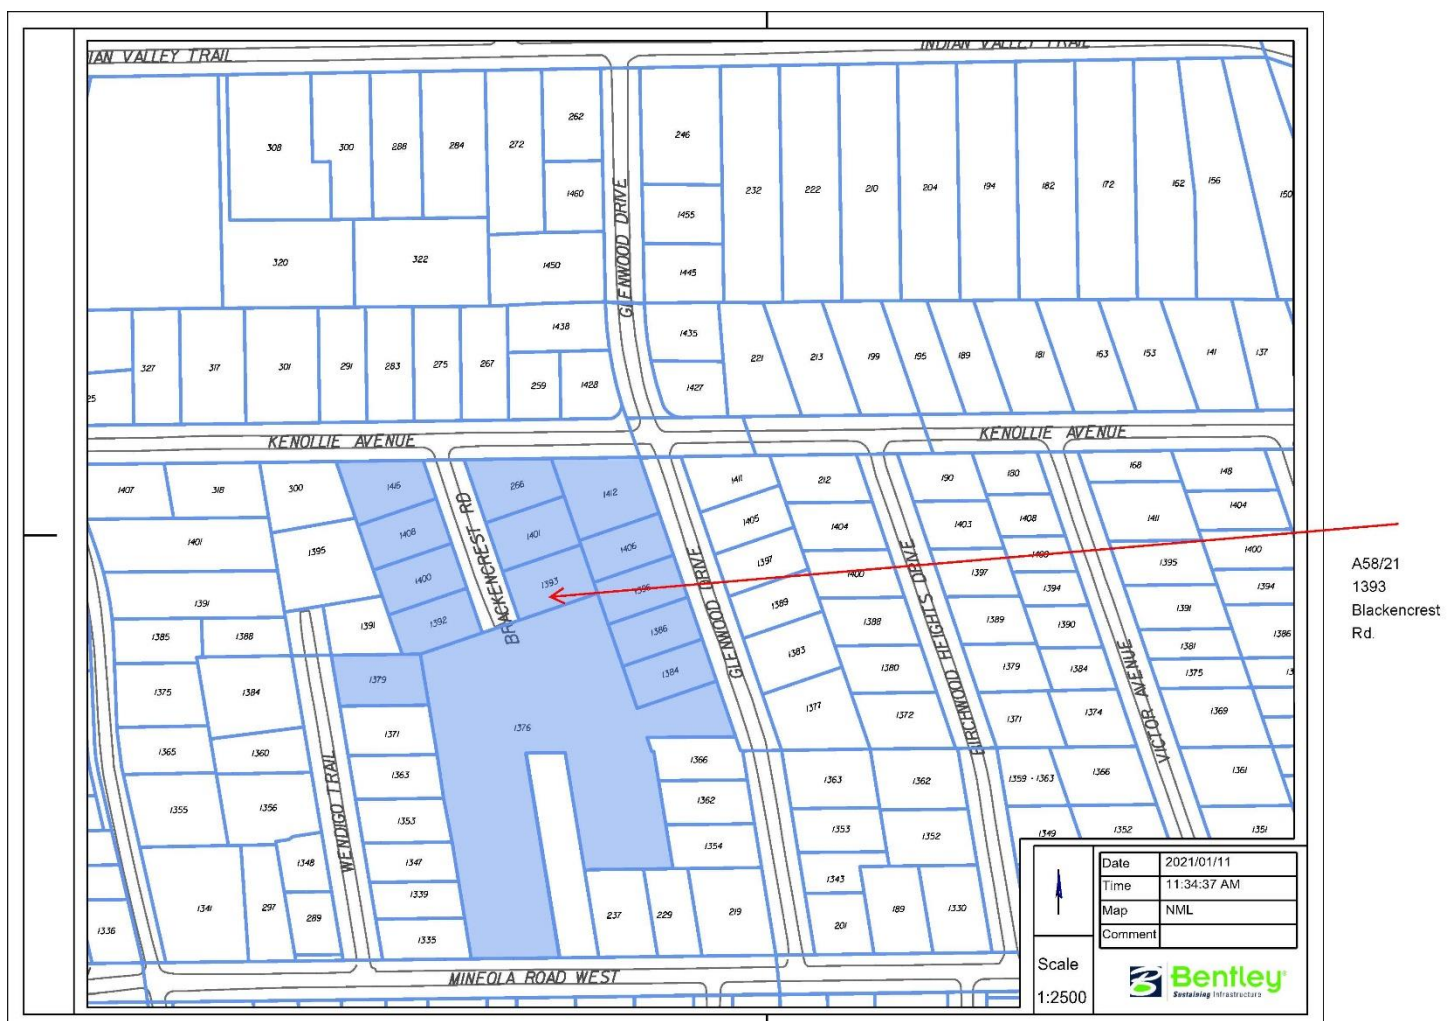 IAN VALLEY TRAIL
INDIAN VALLEY TRAIL
308 300 288 284 272 262 246
232 222 210 204 194 182 172 162 156 150
1460 1455
320 322 1450 1445
GLENWOOD DRIVE
327 317 301 291 283 275 267 1438 1435
259 1428 1427
221 213 199 195 189 181 163 153 141 137
25
KENOLLIE AVENUE
KENOLLIE AVENUE
1407 318 300 1416 266 1412 1411 212 190 180 168 148
1401 1395 1408 1401 1406 1405 1404 1403 1408 1411 1404
BRACKENCREST RD
1400 1393 1396 1397 1400 1397 1400 1394 1395 1400 1394
1391 1392 1391 1386 1389 1388 1389 1390 1391 1386
1385 1388 1384 1383 1380 1379 1384 1381 1375 13
GLENWOOD DRIVE
BIRCHWOOD HEIGHTS DRIVE
VICTOR AVENUE
1375 1384 1379 1376 1377 1372 1371 1374 1369
1365 1360 1371 1366 1363 1362 1359 - 1363 1366 1361
WENDIGO TRAIL
1355 1356 1363 1353 1362 1354 1353 1352 1349 1352 1351
1341 297 1348 289 1347 1339 1335 1343 201 189 1330
1336 237 229 219
MINEOLA ROAD WEST
A58/21
1393
Blackencrest
Rd.
Date 2021/01/11
Time 11:34:37 AM
Map NML
Comment
Scale
1:2500
Bentley
Sustaining Infrastructure